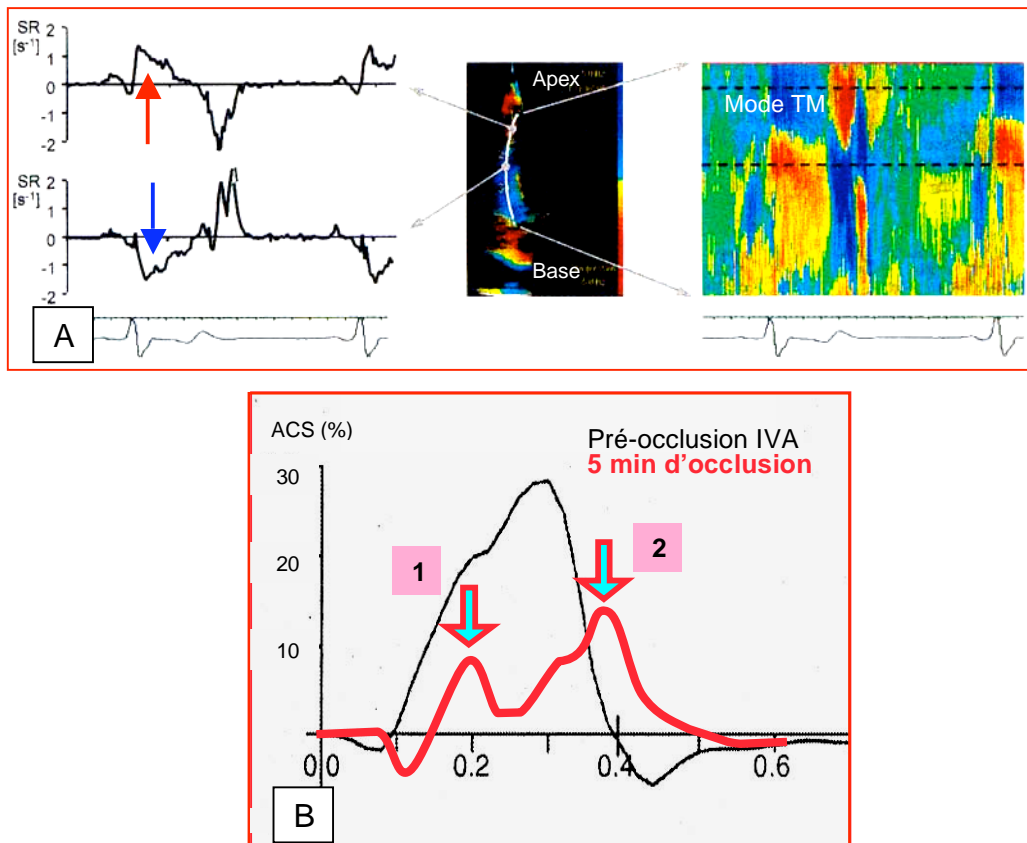 SR
[s⁻¹]
2
1
0
-1
-2
SR
[s⁻¹]
2
1
0
-1
-2
A
Apex
Base
Mode TM
ACS (%)
Pré-occlusion IVA
5 min d'occlusion
30
20
10
1
2
0.0
0.2
0.4
0.6
B